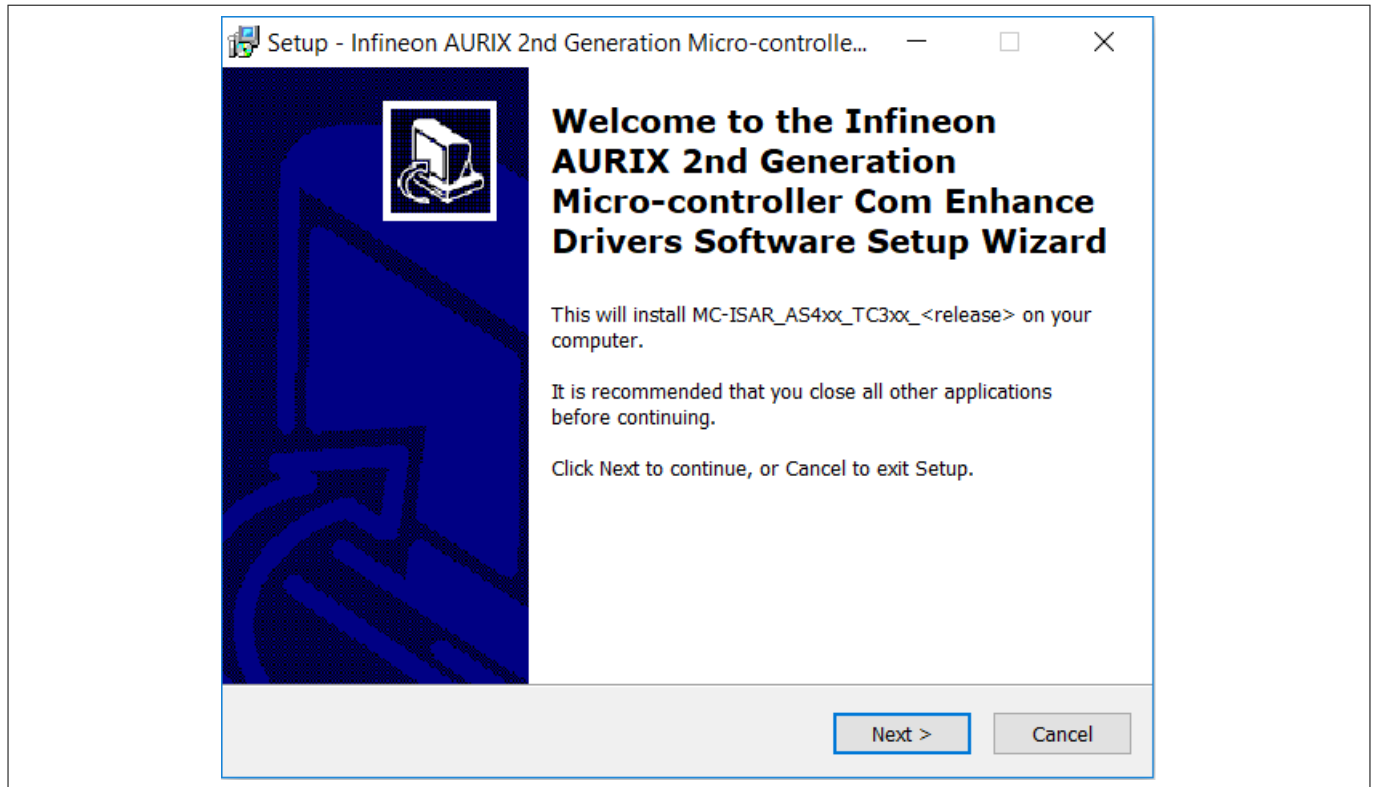 Setup - Infineon AURIX 2nd Generation Micro-controlle...
Welcome to the Infineon
AURIX 2nd Generation
Micro-controller Com Enhance
Drivers Software Setup Wizard
This will install MC-ISAR_AS4xx_TC3xx_<release> on your
computer.
It is recommended that you close all other applications
before continuing.
Click Next to continue, or Cancel to exit Setup.
Next >
Cancel